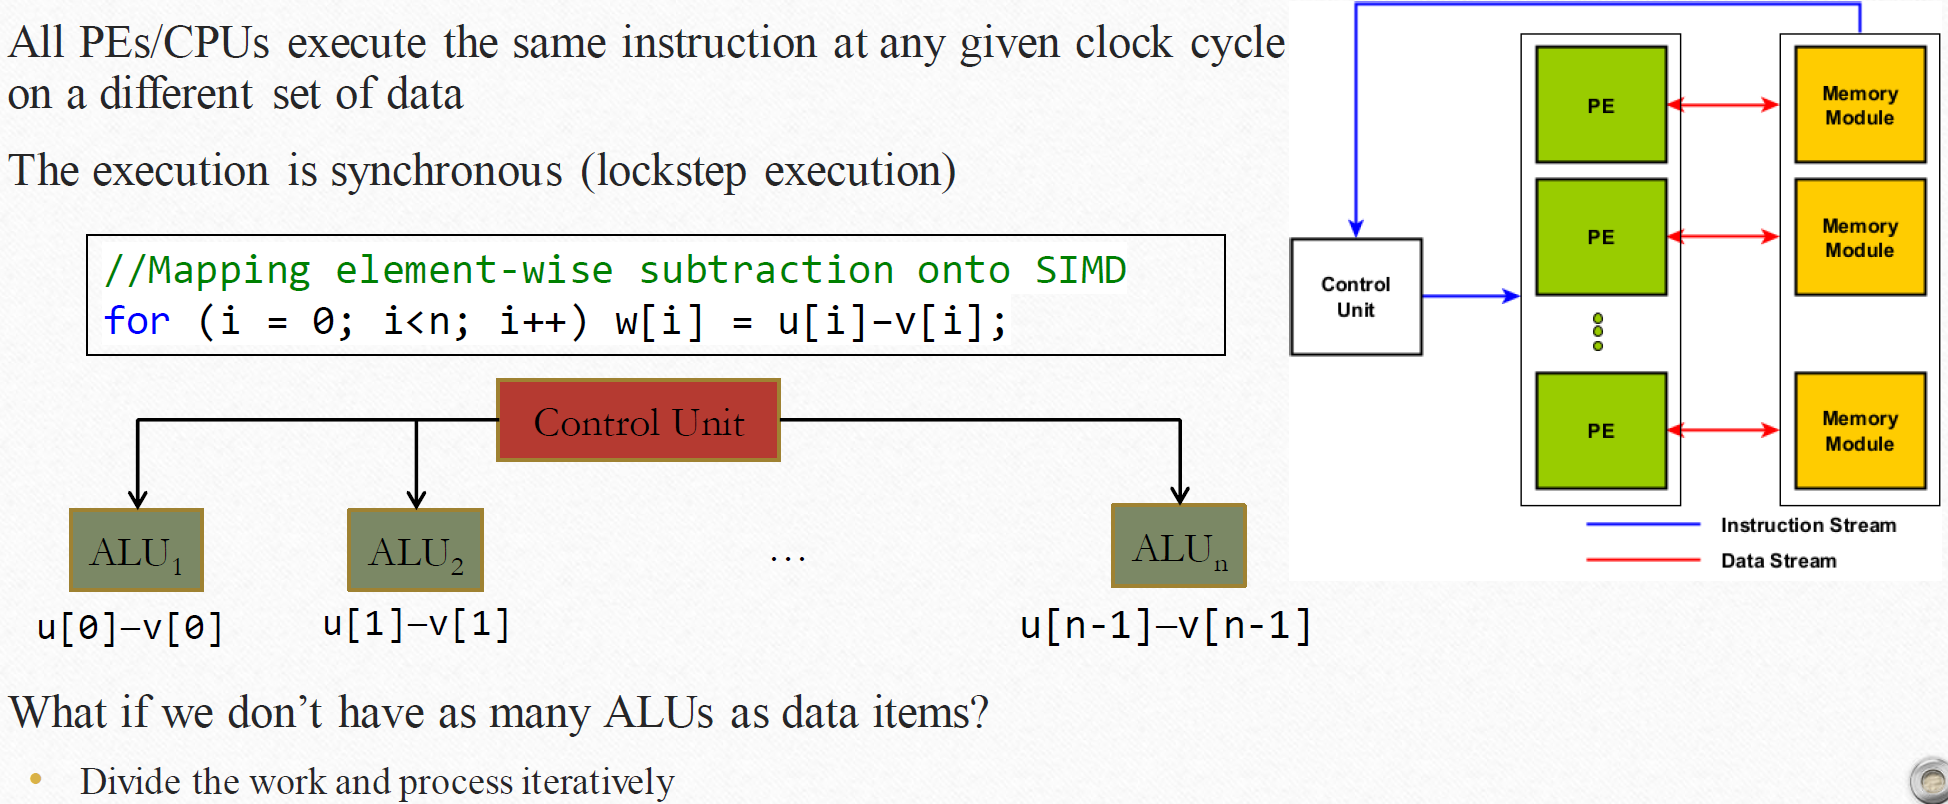 All PEs/CPUs execute the same instruction at any given clock cycle
on a different set of data
The execution is synchronous (lockstep execution)
//Mapping element-wise subtraction onto SIMD
for (i = 0; i<n; i++) w[i] = u[i]–v[i];
Control Unit
ALU1
ALU2
...
ALUn
u[0]–v[0]
u[1]–v[1]
u[n-1]–v[n-1]
What if we don’t have as many ALUs as data items?
• Divide the work and process iteratively
Control
Unit
PE
PE
PE
Memory
Module
Memory
Module
Memory
Module
Instruction Stream
Data Stream